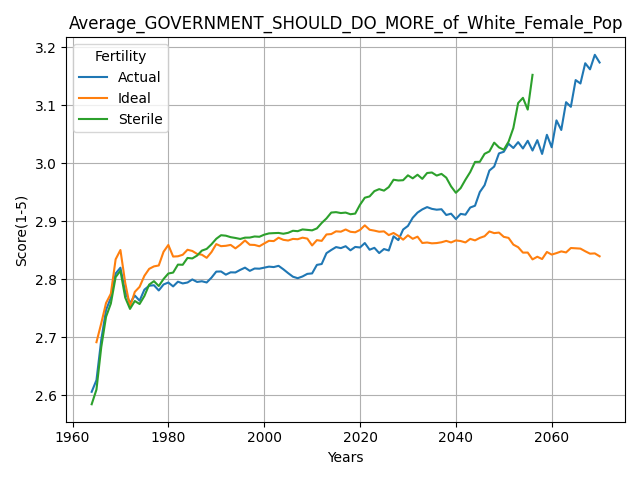 Average_GOVERNMENT_SHOULD_DO_MORE_of_White_Female_Pop
Fertility
Actual
Ideal
Sterile
Score(1-5)
3.2
3.1
3.0
2.9
2.8
2.7
2.6
1960 1980 2000 2020 2040 2060
Years